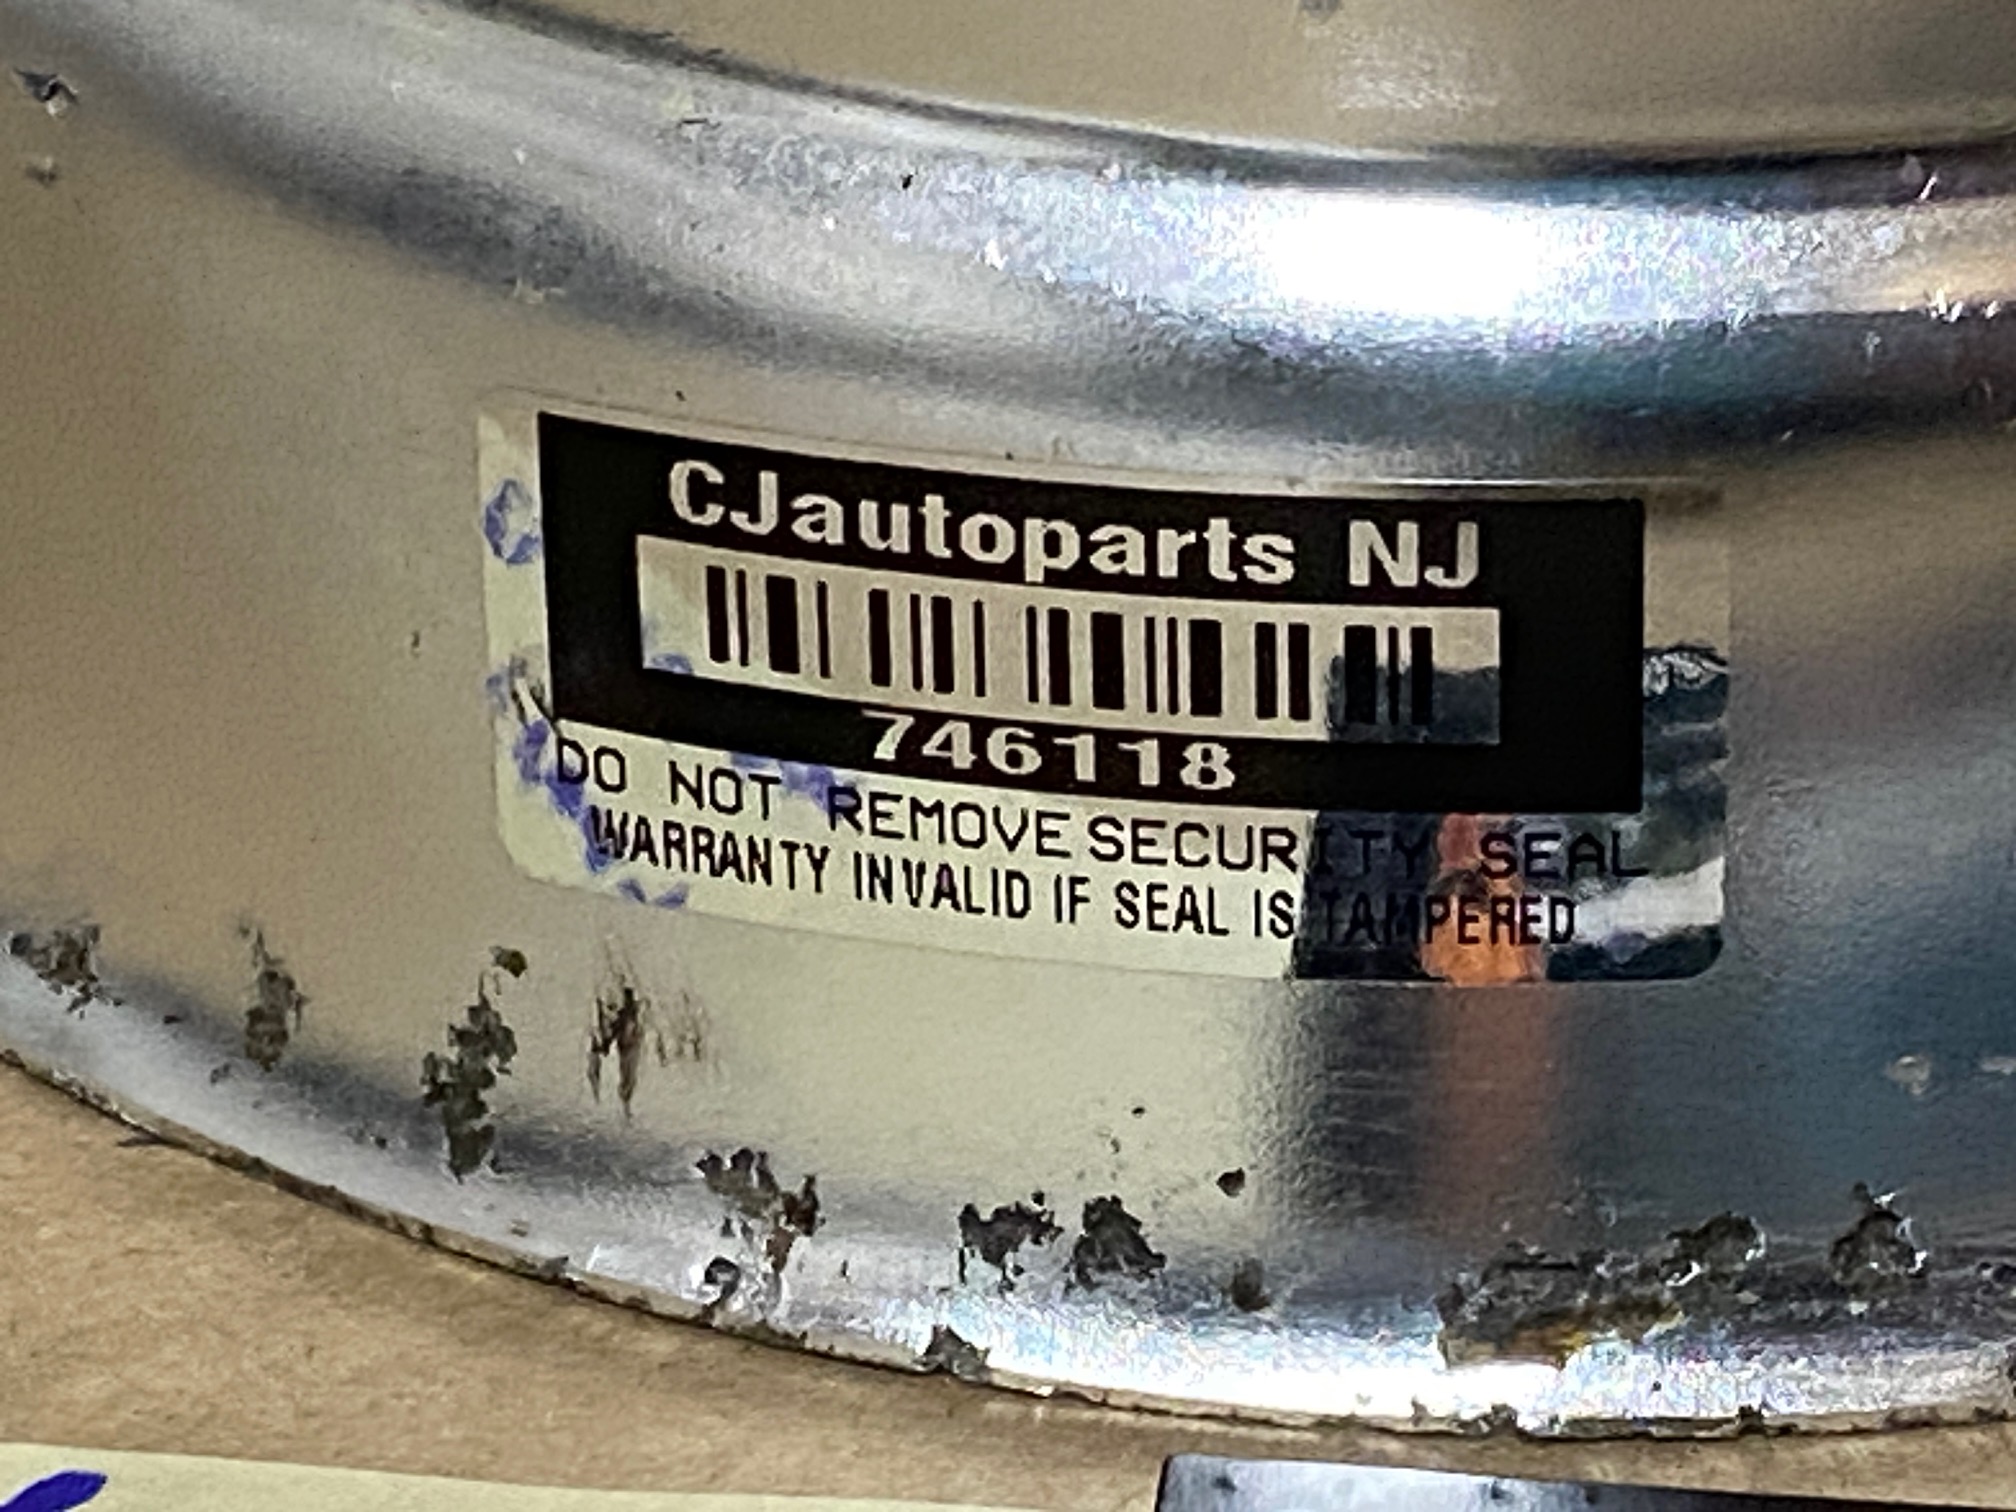 CJautoparts NJ
746118
DO NOT REMOVE SECURITY SEAL
WARRANTY INVALID IF SEAL IS TAMPERED